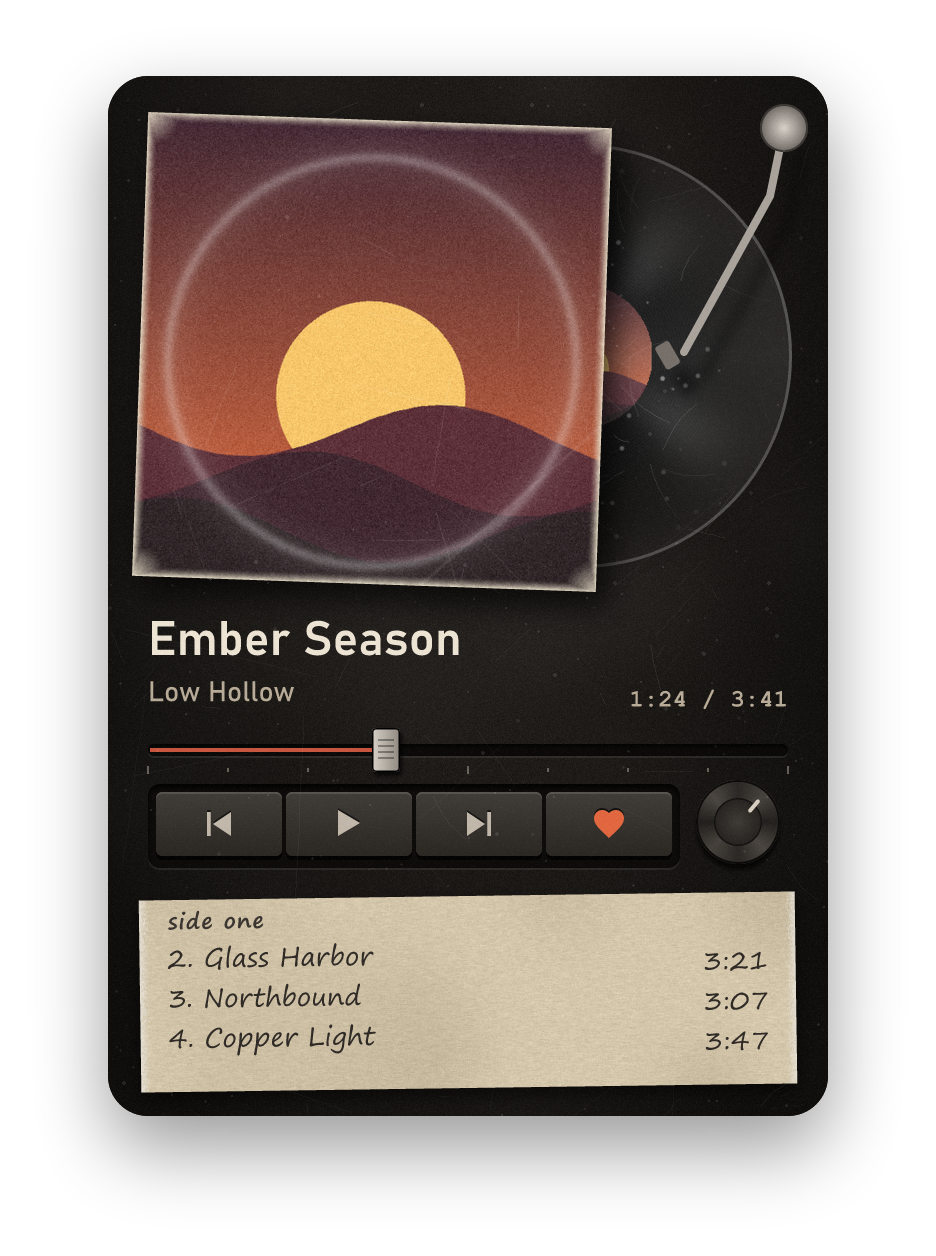 Ember Season
Low Hollow
1:24 / 3:41
side one
2. Glass Harbor 3:21
3. Northbound 3:07
4. Copper Light 3:47